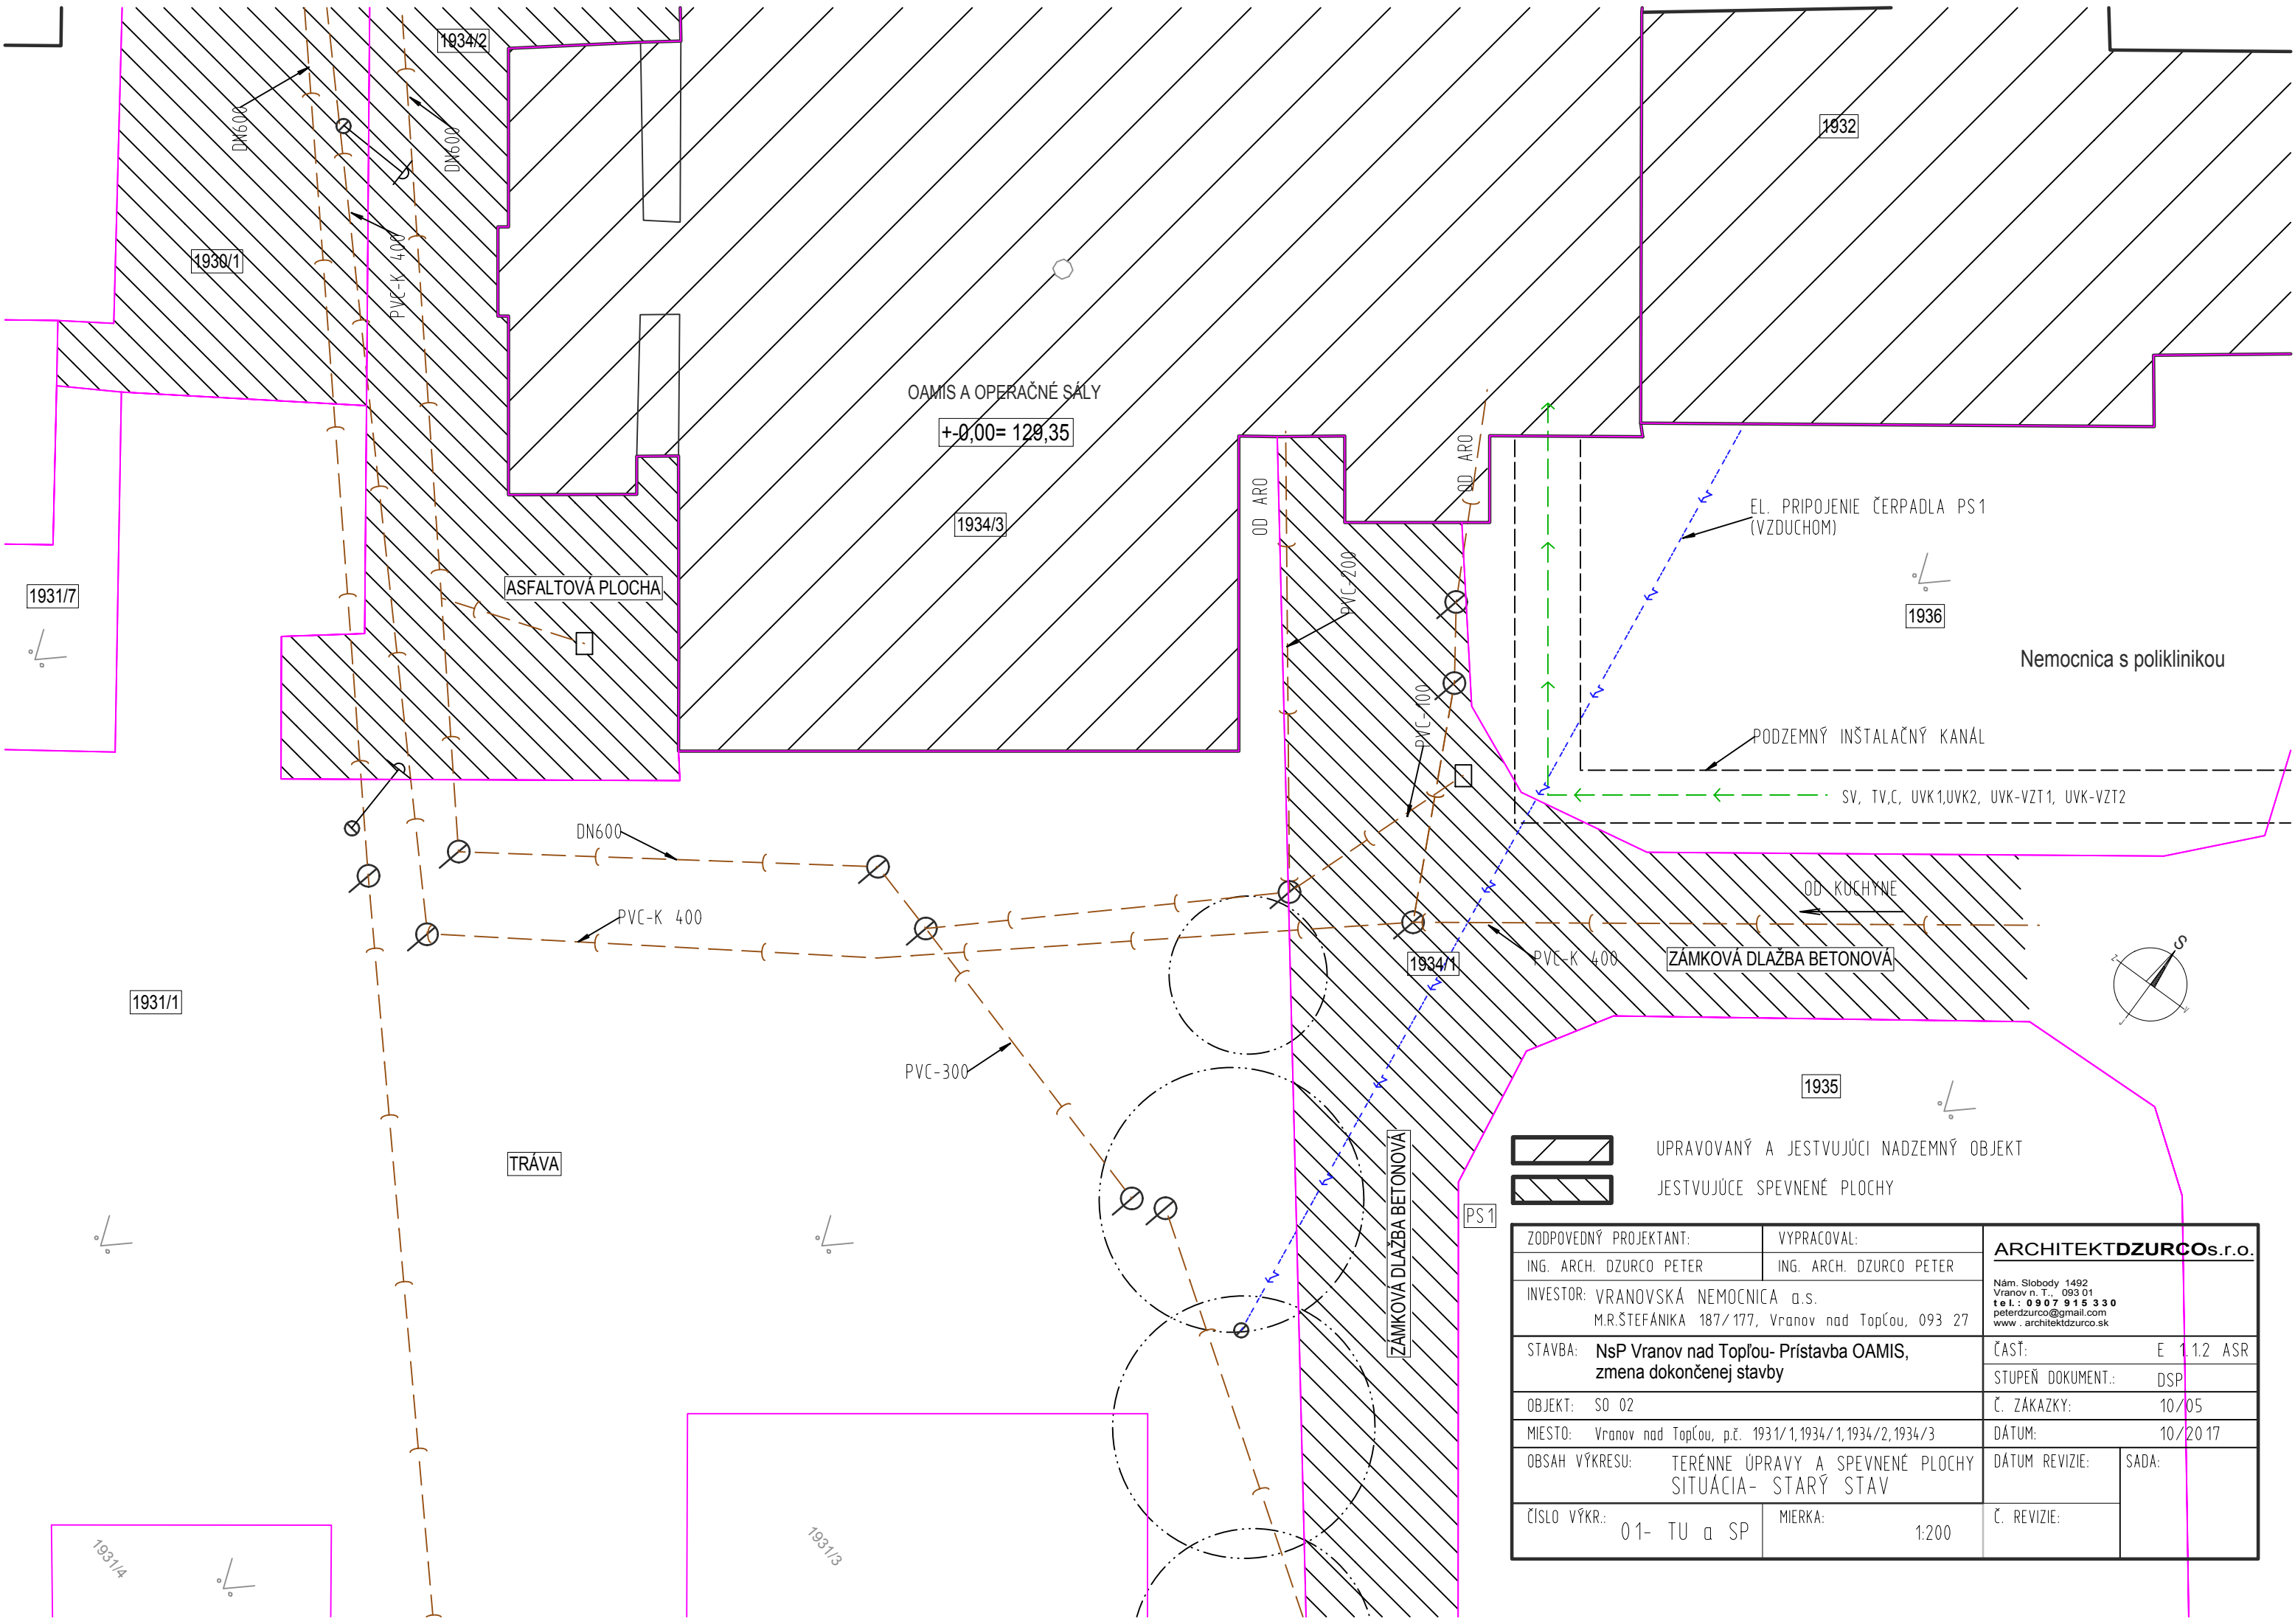 1934/2
1932
DN600
DN600
1930/1
PVC-K 400
OAMIS A OPERAČNÉ SÁLY
+-0,00= 129,35
OD ARO
OD ARO
1934/3
EL. PRIPOJENIE ČERPADLA PS1
(VZDUCHOM)
1931/7
ASFALTOVÁ PLOCHA
PVC-200
1936
Nemocnica s poliklinikou
PVC-100
PODZEMNÝ INŠTALAČNÝ KANÁL
SV, TV,C, UVK1,UVK2, UVK-VZT1, UVK-VZT2
DN600
PVC-K 400
OD KUCHYNE
1934/1
PVC-K 400
ZÁMKOVÁ DLAŽBA BETONOVÁ
S
1931/1
PVC-300
1935
TRÁVA
ZÁMKOVÁ DLAŽBA BETONOVÁ
UPRAVOVANÝ A JESTVUJÚCI NADZEMNÝ OBJEKT
JESTVUJÚCE SPEVNENÉ PLOCHY
PS1
ZODPOVEDNÝ PROJEKTANT:
VYPRACOVAL:
ING. ARCH. DZURCO PETER
ING. ARCH. DZURCO PETER
ARCHITEKTDZURCOs.r.o.
Nám. Slobody 1492
Vranov n. T., 093 01
tel.: 0907 915 330
peterdzurco@gmail.com
www . architektdzurco.sk
INVESTOR: VRANOVSKÁ NEMOCNICA a.s.
M.R.ŠTEFÁNIKA 187/177, Vranov nad Topľou, 093 27
STAVBA: NsP Vranov nad Topľou- Prístavba OAMIS,
zmena dokončenej stavby
ČASŤ: E 1.1.2 ASR
STUPEŇ DOKUMENT.: DSP
OBJEKT: SO 02
Č. ZÁKAZKY: 10/05
MIESTO: Vranov nad Topľou, p.č. 1931/1,1934/1,1934/2,1934/3
DÁTUM: 10/2017
OBSAH VÝKRESU: TERÉNNE ÚPRAVY A SPEVNENÉ PLOCHY
SITUÁCIA- STARÝ STAV
DÁTUM REVIZIE:
SADA:
ČÍSLO VÝKR.: 01- TU a SP
MIERKA: 1:200
Č. REVIZIE:
1931/4
1931/3